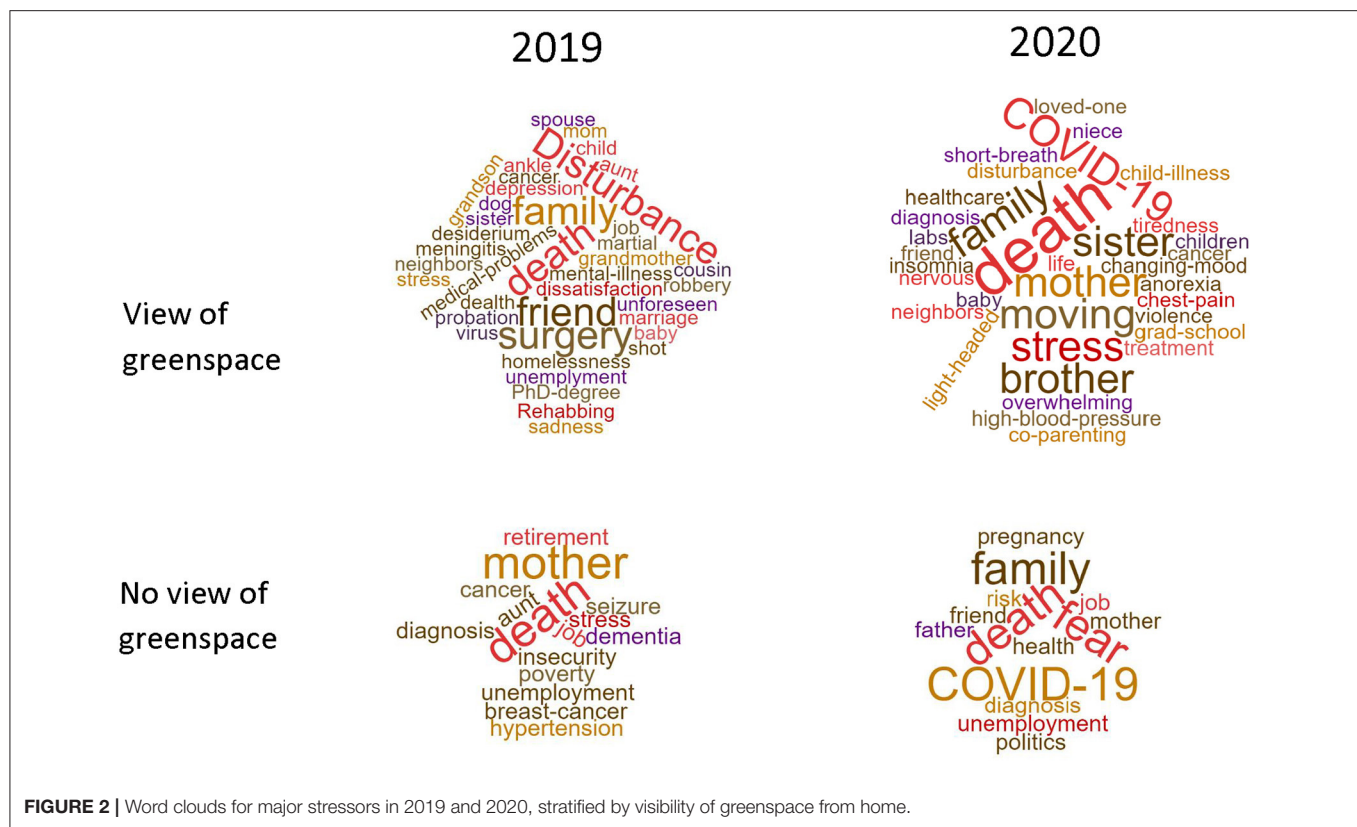 2019
2020
View of
greenspace
spouse
mom
child
Disturbance
aunt
ankle
cancer
depression
grandson
dog
family
sister
desiderium
job
meningitis
martial
medical-problems
death
neighbors
grandmother
stress
mental-illness
cousin
dissatisfaction
robbery
dealth
friend
unforeseen
probation
marriage
virus
surgery
baby
shot
homelessness
unemplyment
PhD-degree
Rehabbing
sadness
loved-one
COVID-19
niece
short-breath
disturbance
child-illness
healthcare
family
death
diagnosis
tiredness
labs
sister
children
friend
cancer
insomnia
life
changing-mood
nervous
mother
anorexia
baby
chest-pain
neighbors
moving
violence
light-headed
grad-school
stress
treatment
brother
overwhelming
high-blood-pressure
co-parenting
No view of
greenspace
retirement
mother
cancer
aunt
death
seizure
stress
diagnosis
job
dementia
insecurity
poverty
unemployment
breast-cancer
hypertension
pregnancy
family
risk
death
job
friend
fear
mother
father
health
COVID-19
diagnosis
unemployment
politics
FIGURE 2 | Word clouds for major stressors in 2019 and 2020, stratified by visibility of greenspace from home.